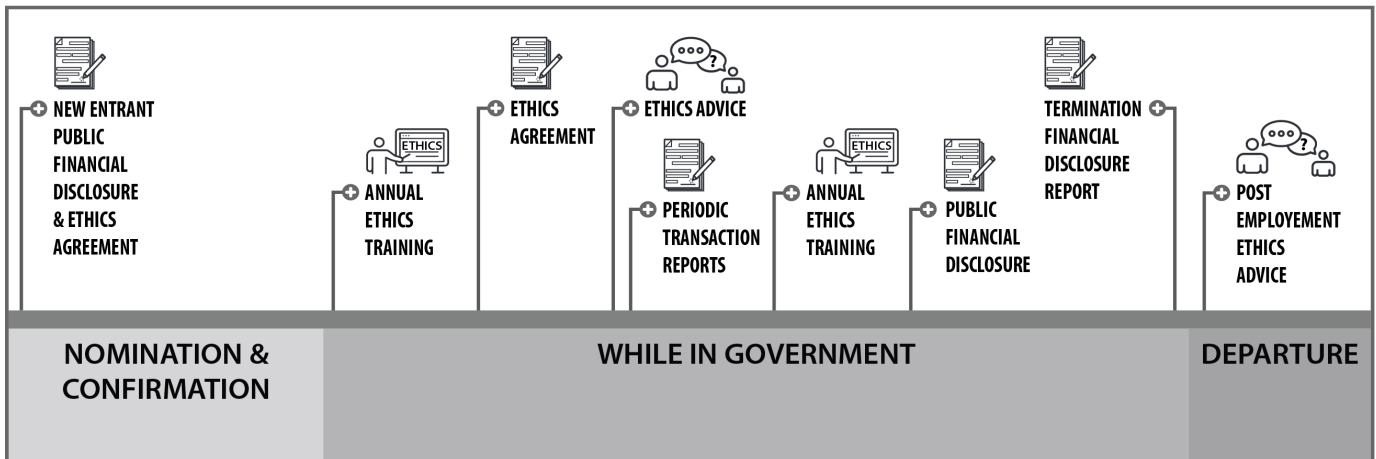 NEW ENTRANT
PUBLIC
FINANCIAL
DISCLOSURE
& ETHICS
AGREEMENT
ETHICS
ANNUAL
ETHICS
TRAINING
ETHICS
AGREEMENT
?
ETHICS ADVICE
PERIODIC
TRANSACTION
REPORTS
ETHICS
ANNUAL
ETHICS
TRAINING
PUBLIC
FINANCIAL
DISCLOSURE
TERMINATION
FINANCIAL
DISCLOSURE
REPORT
?
POST
EMPLOYEMENT
ETHICS
ADVICE
NOMINATION &
CONFIRMATION
WHILE IN GOVERNMENT
DEPARTURE